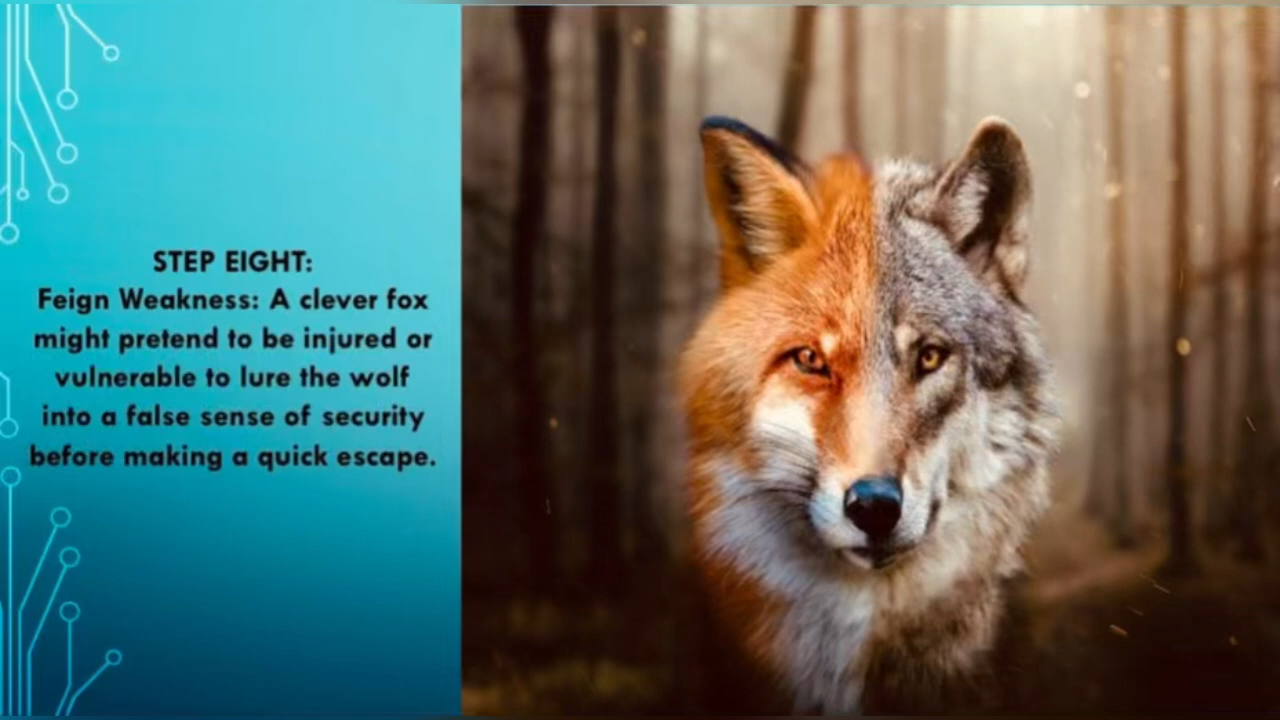 STEP EIGHT:
Feign Weakness: A clever fox
might pretend to be injured or
vulnerable to lure the wolf
into a false sense of security
before making a quick escape.